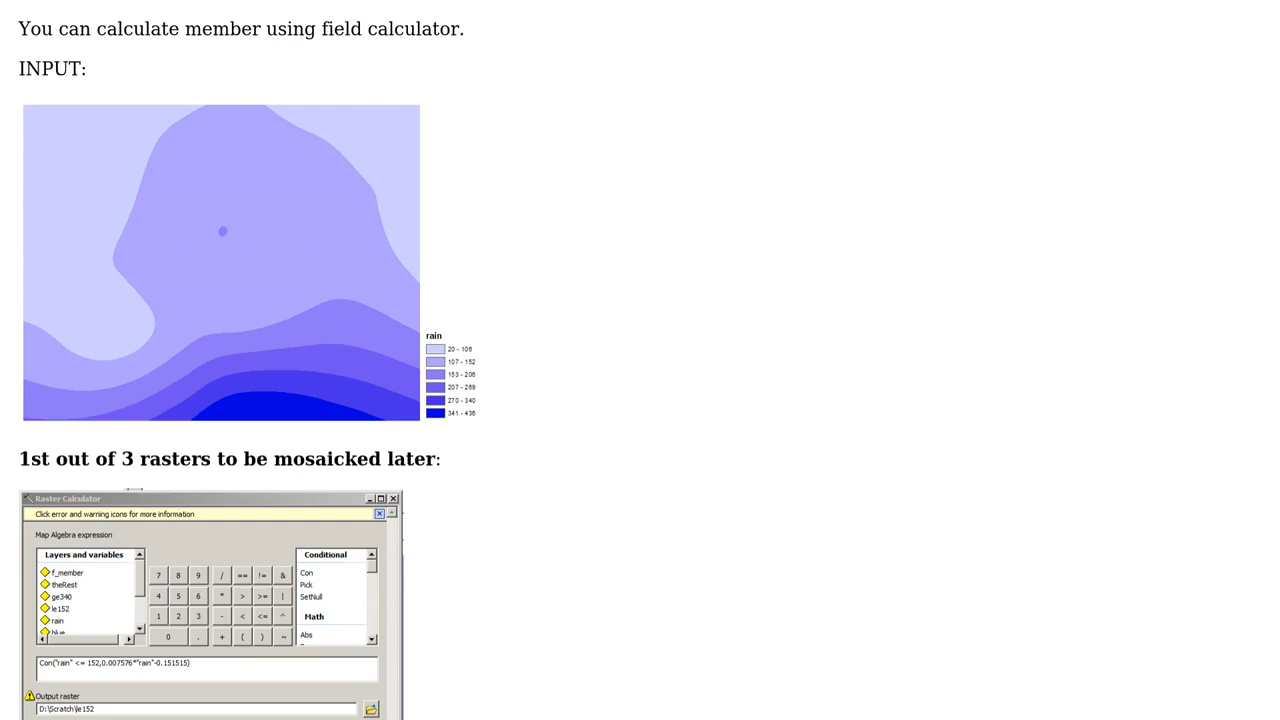 You can calculate member using field calculator.
INPUT:
rain
20 - 106
107 - 152
153 - 206
207 - 269
270 - 340
341 - 436
1st out of 3 rasters to be mosaicked later:
Raster Calculator
Click error and warning icons for more information
Map Algebra expression
Layers and variables
f_member
theRest
ge340
le152
rain
blue
7 8 9 / == != &
4 5 6 * > >= |
1 2 3 - < <= ^
0 . + ( ) ~
Conditional
Con
Pick
SetNull
Math
Abs
Con("rain" <= 152,0.007576*"rain"-0.151515)
Output raster
D:\Scratch\le152